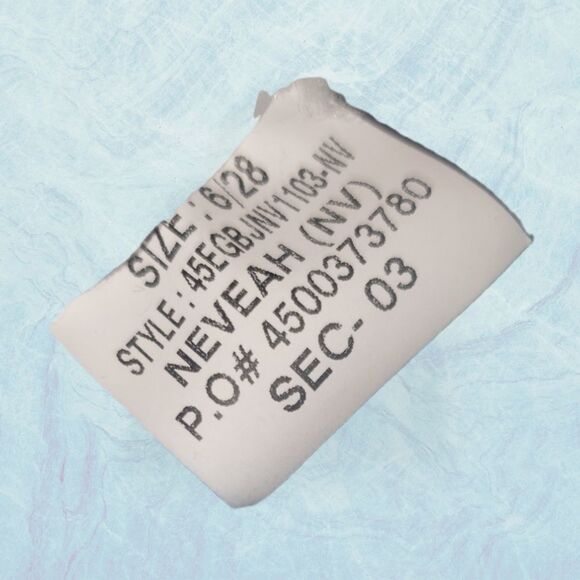 SIZE : 6/28
STYLE : 45EGBJNV1103-NV
NEVEAH (NV)
P.O# 4500373780
SEC- 03